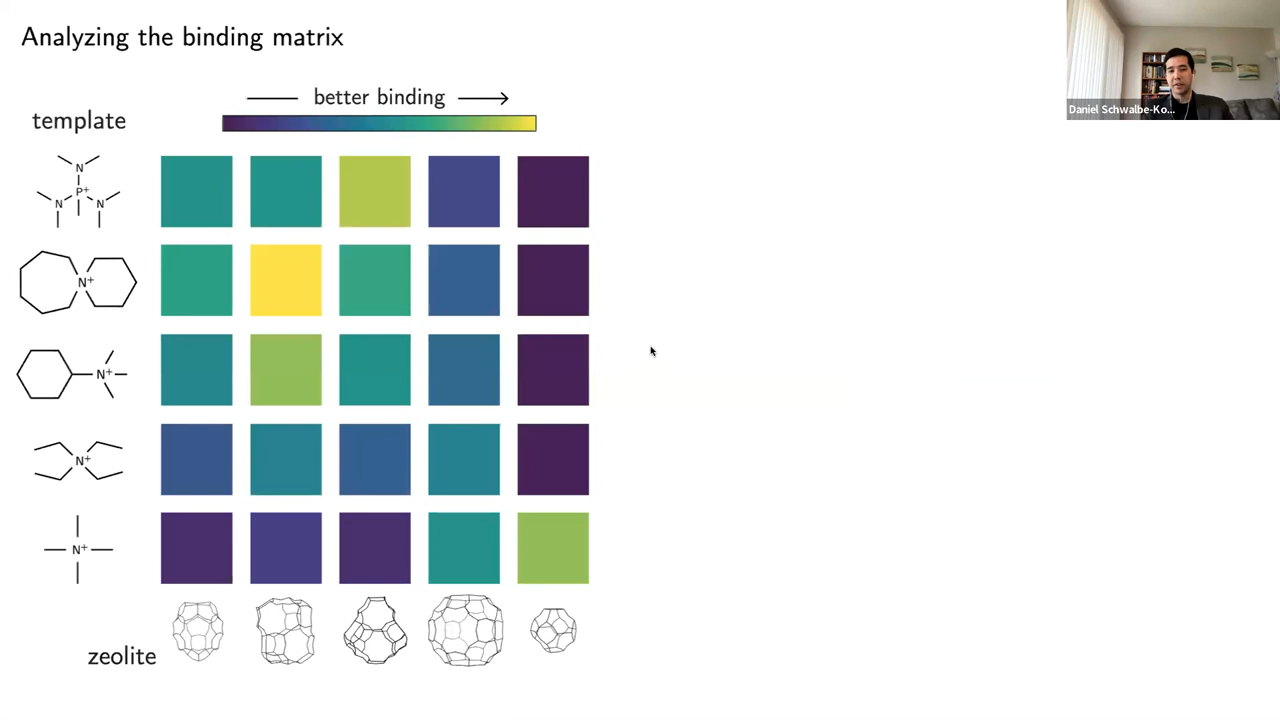 Analyzing the binding matrix
better binding
template
N
P+
N
N
N+
N+
N+
N+
zeolite
Daniel Schwalbe-Ko...